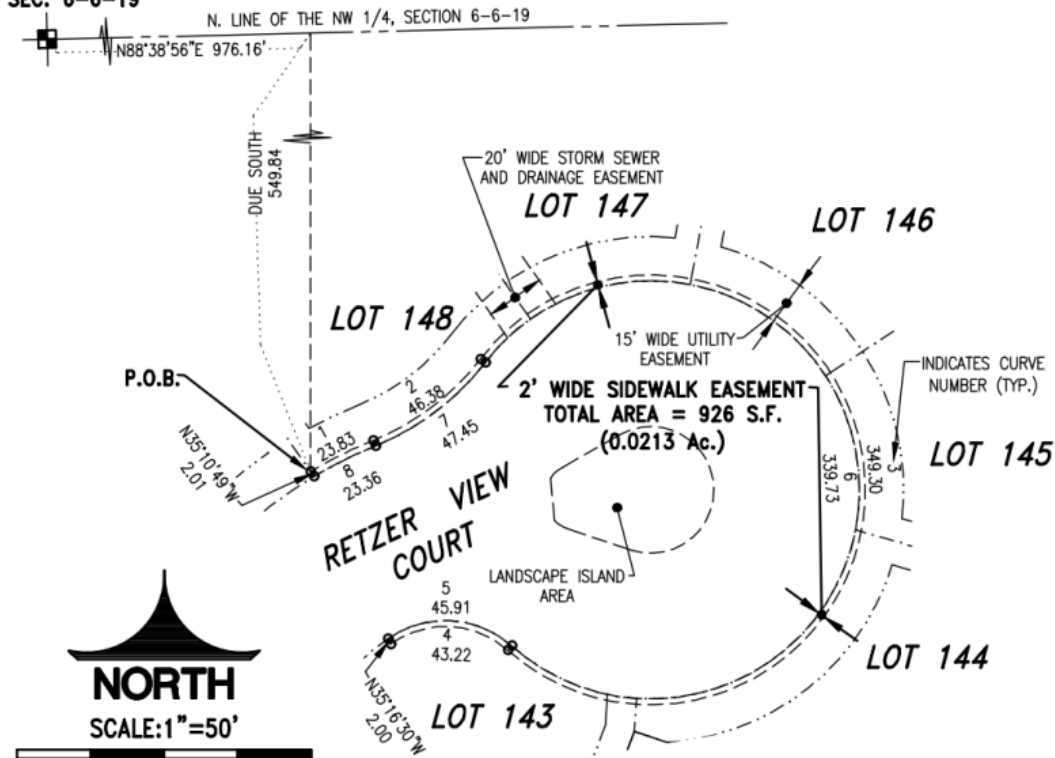 SEC. 6-6-19
N. LINE OF THE NW 1/4, SECTION 6-6-19
N88°38'56"E 976.16'
DUE SOUTH
549.84
20' WIDE STORM SEWER
AND DRAINAGE EASEMENT
LOT 147
LOT 146
LOT 148
15' WIDE UTILITY
EASEMENT
INDICATES CURVE
NUMBER (TYP.)
P.O.B.
2' WIDE SIDEWALK EASEMENT
TOTAL AREA = 926 S.F.
(0.0213 Ac.)
LOT 145
1
23.83
2
46.38
7
47.45
8
23.36
N35°10'49"W
2.01
3
349.30
6
339.73
RETZER VIEW
COURT
LANDSCAPE ISLAND
AREA
5
45.91
4
43.22
N35°16'30"W
2.00
LOT 143
LOT 144
NORTH
SCALE:1"=50'